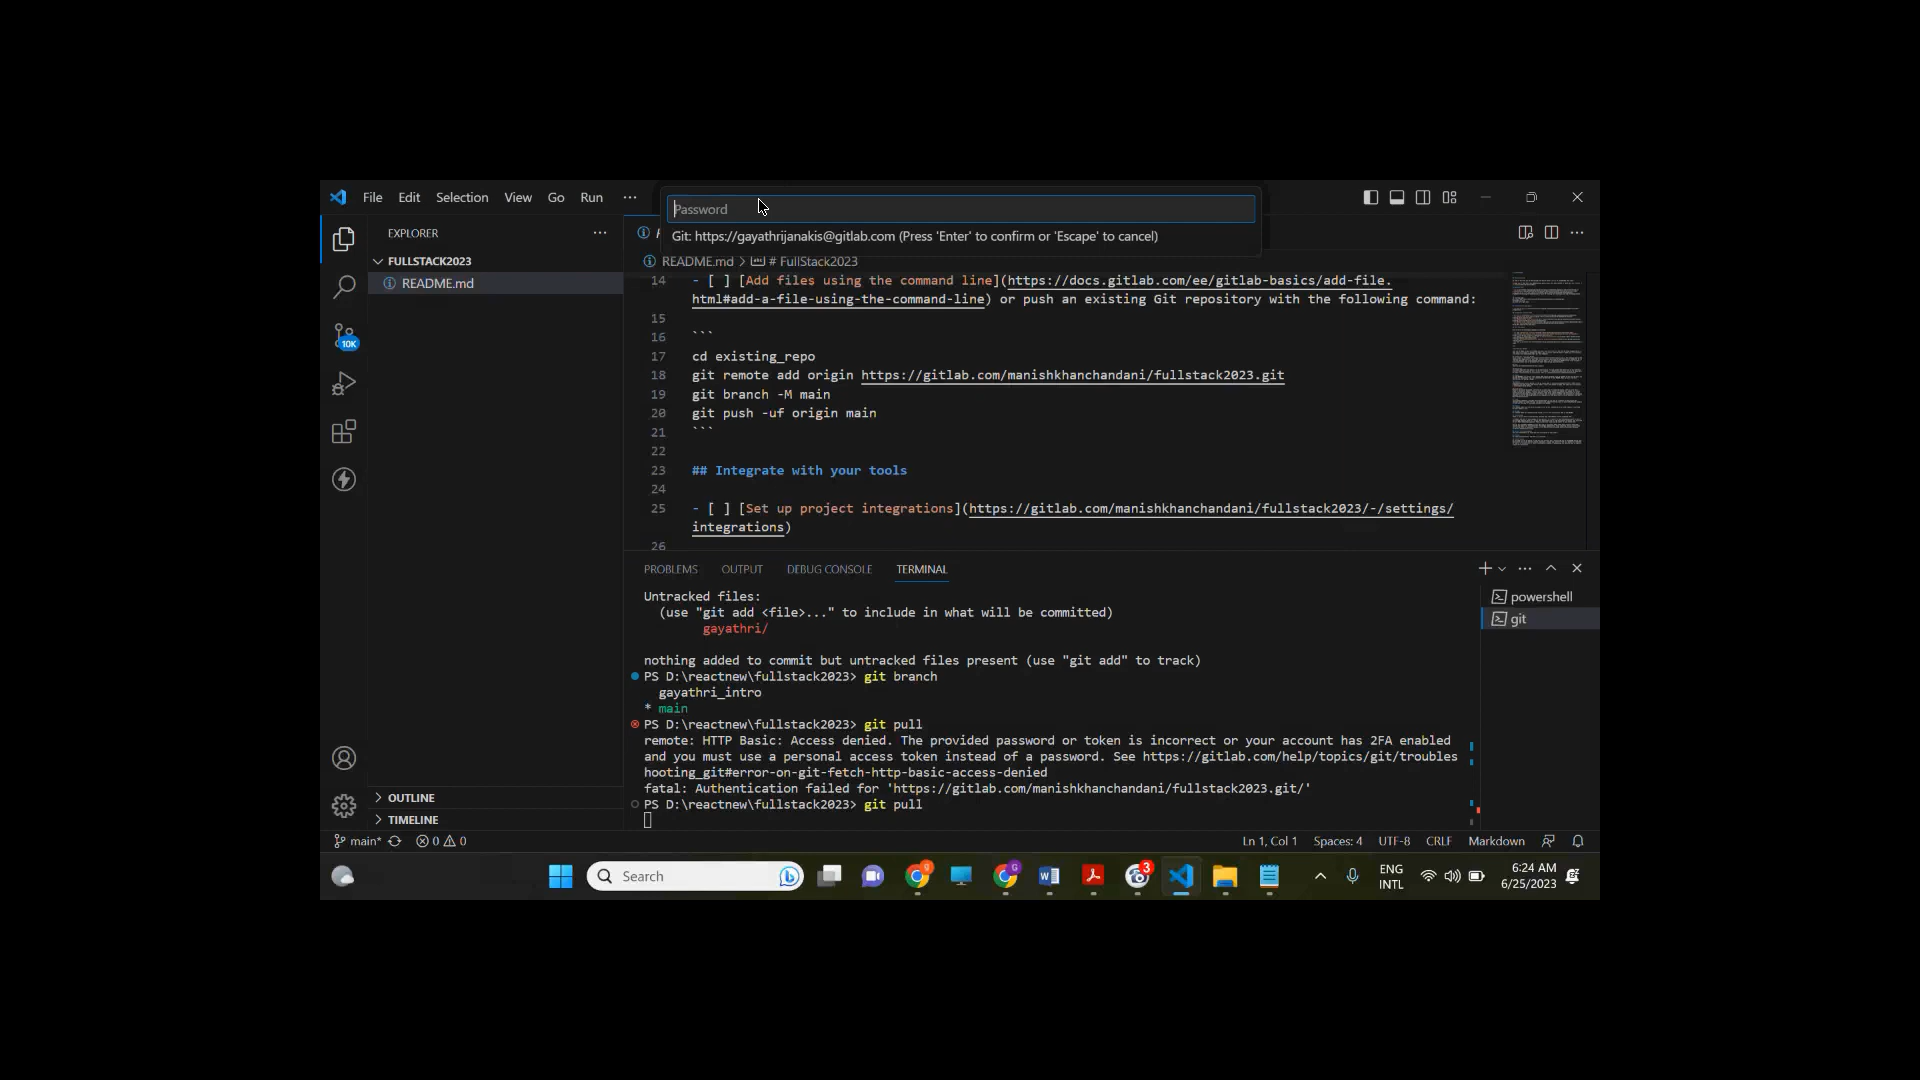 File Edit Selection View Go Run ...
Password
Git: https://gayathrijanakis@gitlab.com (Press 'Enter' to confirm or 'Escape' to cancel)
EXPLORER
FULLSTACK2023
README.md
README.md > # FullStack2023
14 - [ ] [Add files using the command line](https://docs.gitlab.com/ee/gitlab-basics/add-file.
html#add-a-file-using-the-command-line) or push an existing Git repository with the following command:
15
16 ```
17 cd existing_repo
18 git remote add origin https://gitlab.com/manishkhanchandani/fullstack2023.git
19 git branch -M main
20 git push -uf origin main
21 ```
22
23 ## Integrate with your tools
24
25 - [ ] [Set up project integrations](https://gitlab.com/manishkhanchandani/fullstack2023/-/settings/
integrations)
26
10K
PROBLEMS OUTPUT DEBUG CONSOLE TERMINAL
Untracked files:
(use "git add <file>..." to include in what will be committed)
gayathri/
nothing added to commit but untracked files present (use "git add" to track)
PS D:\reactnew\fullstack2023> git branch
gayathri_intro
* main
PS D:\reactnew\fullstack2023> git pull
remote: HTTP Basic: Access denied. The provided password or token is incorrect or your account has 2FA enabled
and you must use a personal access token instead of a password. See https://gitlab.com/help/topics/git/troubles
hooting_git#error-on-git-fetch-http-basic-access-denied
fatal: Authentication failed for 'https://gitlab.com/manishkhanchandani/fullstack2023.git/'
PS D:\reactnew\fullstack2023> git pull
powershell
git
OUTLINE
TIMELINE
main* 0 0 Ln 1, Col 1 Spaces: 4 UTF-8 CRLF Markdown
Search
9
G
3
ENG
INTL
6:24 AM
6/25/2023